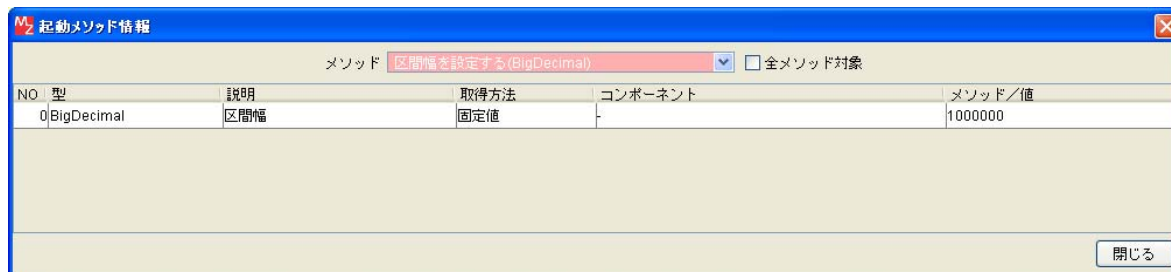 MZ 起動メソッド情報
メソッド 区間幅を設定する(BigDecimal) 全メソッド対象
NO 型 説明 取得方法 コンポーネント メソッド／値
0 BigDecimal 区間幅 固定値 - 1000000
閉じる